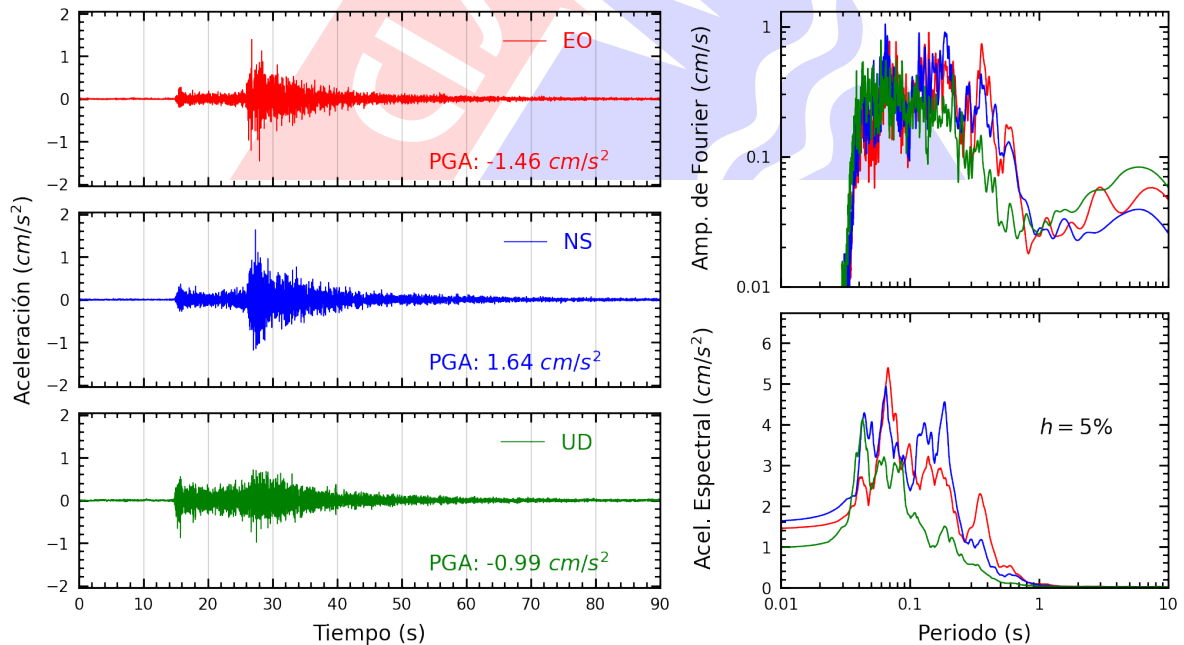 Aceleración (cm/s²)
2
1
0
−1
−2
EO
PGA: -1.46 cm/s²
2
1
0
−1
−2
NS
PGA: 1.64 cm/s²
2
1
0
−1
−2
UD
PGA: -0.99 cm/s²
0 10 20 30 40 50 60 70 80 90
Tiempo (s)
Amp. de Fourier (cm/s)
1
0.1
0.01
Acel. Espectral (cm/s²)
6
5
4
3
2
1
0
h = 5%
0.01 0.1 1 10
Periodo (s)